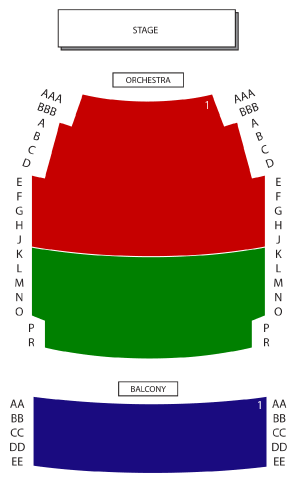 STAGE
ORCHESTRA
1
AAA AAA
BBB BBB
A A
B B
C C
D D
E E
F F
G G
H H
J J
K K
L L
M M
N N
O O
P P
R R
BALCONY
AA 1 AA
BB BB
CC CC
DD DD
EE EE